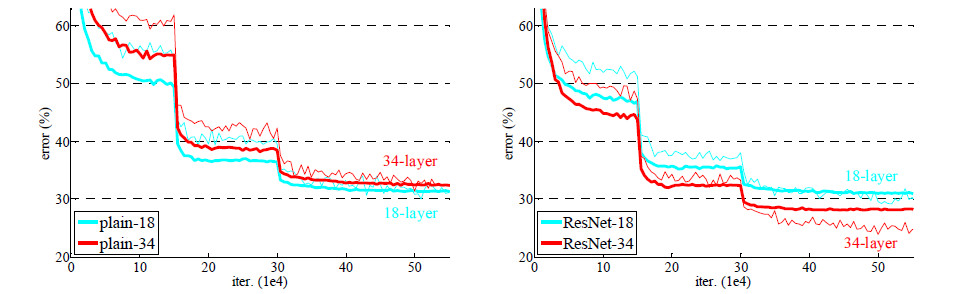 60
50
40
30
20
error (%)
34-layer
18-layer
plain-18
plain-34
0
10
20
30
40
50
iter. (1e4)
60
50
40
30
20
error (%)
18-layer
34-layer
ResNet-18
ResNet-34
0
10
20
30
40
50
iter. (1e4)